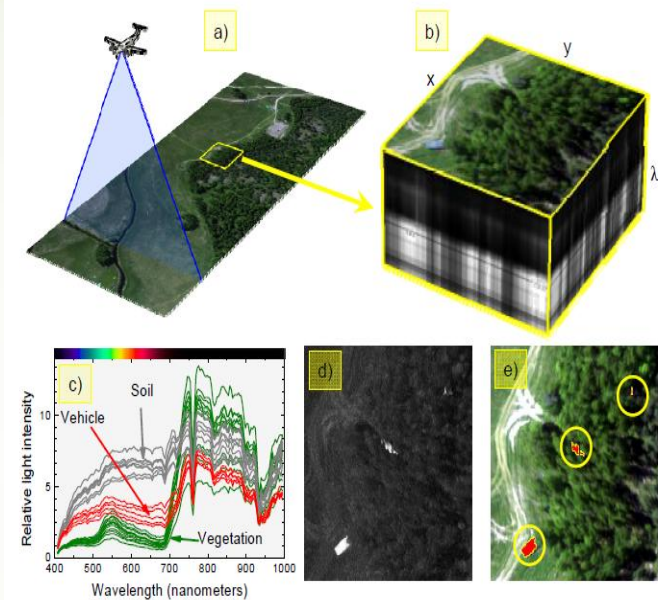 a)
b)
x
y
λ
c)
Soil
Vehicle
Vegetation
10
5
0
400
500
600
700
800
900
1000
Relative light intensity
Wavelength (nanometers)
d)
e)